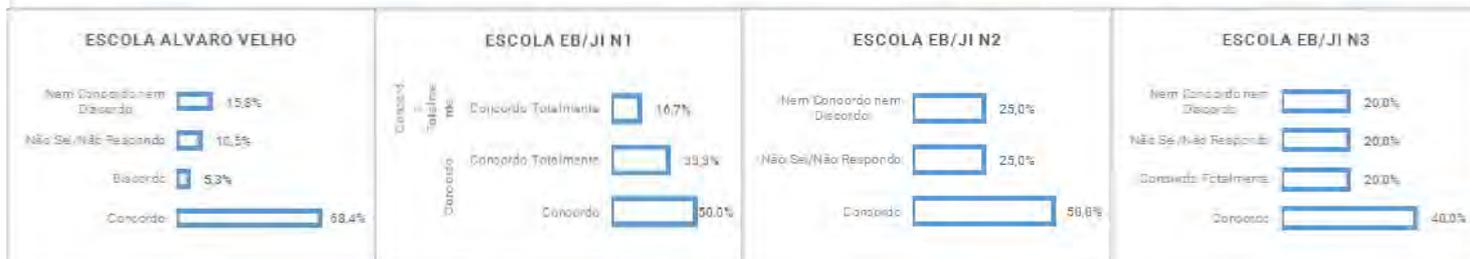 ESCOLA ALVARO VELHO
Nem Concordo nem
Discordo
15,8%
Não Sei/Não Respondo
10,5%
Discordo
5,3%
Concordo
68,4%
ESCOLA EB/JI N1
Concordo
Totalmente
Concordo Totalmente
16,7%
Concordo
Concordo Totalmente
33,3%
Concordo
50,0%
ESCOLA EB/JI N2
Nem Concordo nem
Discordo
25,0%
Não Sei/Não Respondo
25,0%
Concordo
50,0%
ESCOLA EB/JI N3
Nem Concordo nem
Discordo
20,0%
Não Sei/Não Respondo
20,0%
Concordo Totalmente
20,0%
Concordo
40,0%